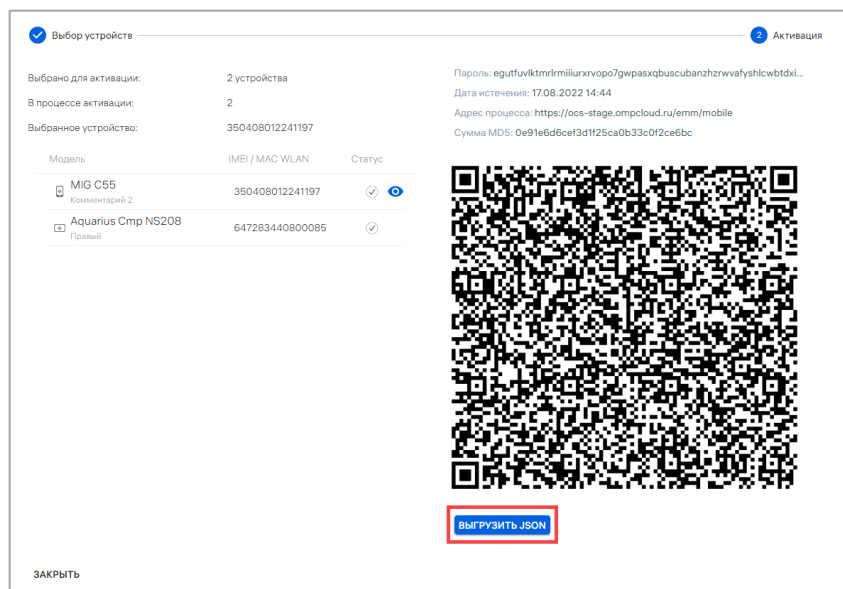 Выбор устройств
2 Активация
Выбрано для активации: 2 устройства
В процессе активации: 2
Выбранное устройство: 350408012241197
Модель IMEI / MAC WLAN Статус
MIG C55 350408012241197
Комментарий 2
Aquarius Cmp NS208 647283440800085
Правый
Пароль: egutfuvlktmrlrmiiiurxrvopo7gwpasxqbuscubanzhzrwvafyshlcwbtdxi...
Дата истечения: 17.08.2022 14:44
Адрес процесса: https://ocs-stage.ompcloud.ru/emm/mobile
Сумма MD5: 0e91e6d6cef3d1f25ca0b33c0f2ce6bc
ВЫГРУЗИТЬ JSON
ЗАКРЫТЬ